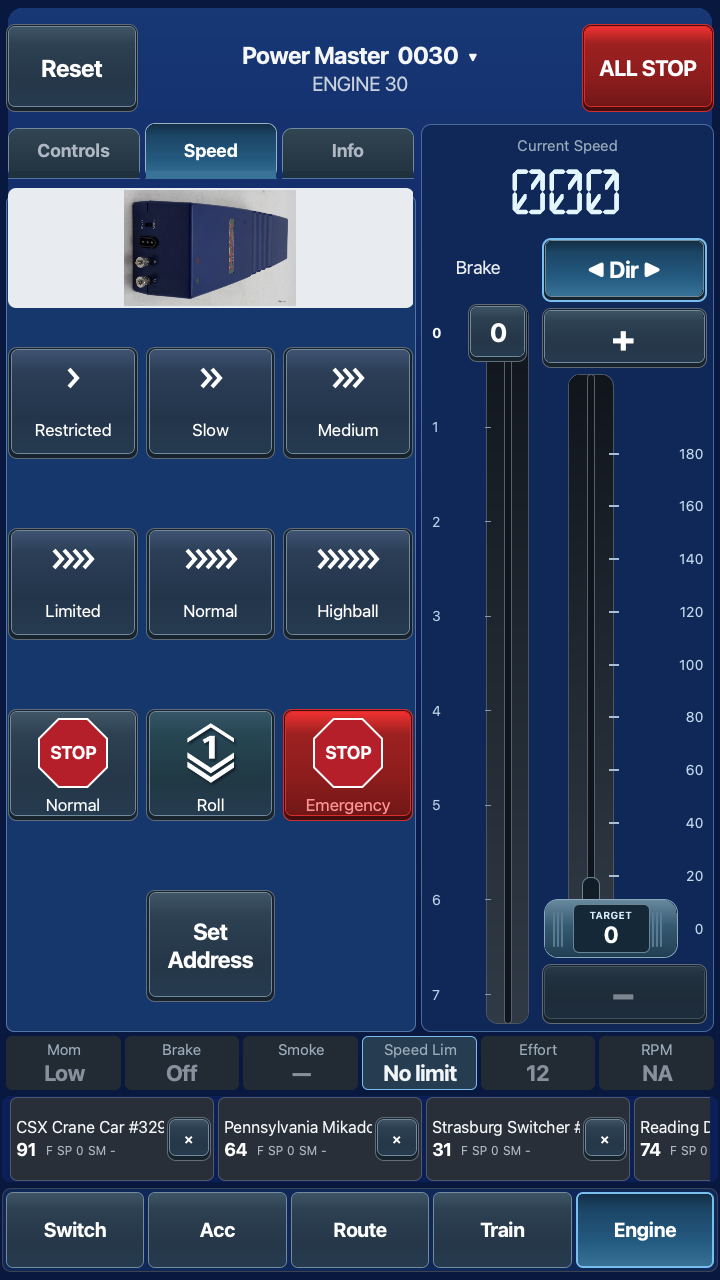 Reset
Power Master 0030 ▼
ENGINE 30
ALL STOP
Controls
Speed
Info
Current Speed
000
Brake
◀ Dir ▶
0
0
+
Restricted
Slow
Medium
1
2
3
4
5
6
7
180
160
140
120
100
80
60
40
20
0
Limited
Normal
Highball
STOP
Normal
1
Roll
STOP
Emergency
TARGET
0
−
Set
Address
Mom
Low
Brake
Off
Smoke
—
Speed Lim
No limit
Effort
12
RPM
NA
CSX Crane Car #329
91 F SP 0 SM -
×
Pennsylvania Mikado
64 F SP 0 SM -
×
Strasburg Switcher #
31 F SP 0 SM -
×
Reading D
74 F SP 0
Switch
Acc
Route
Train
Engine